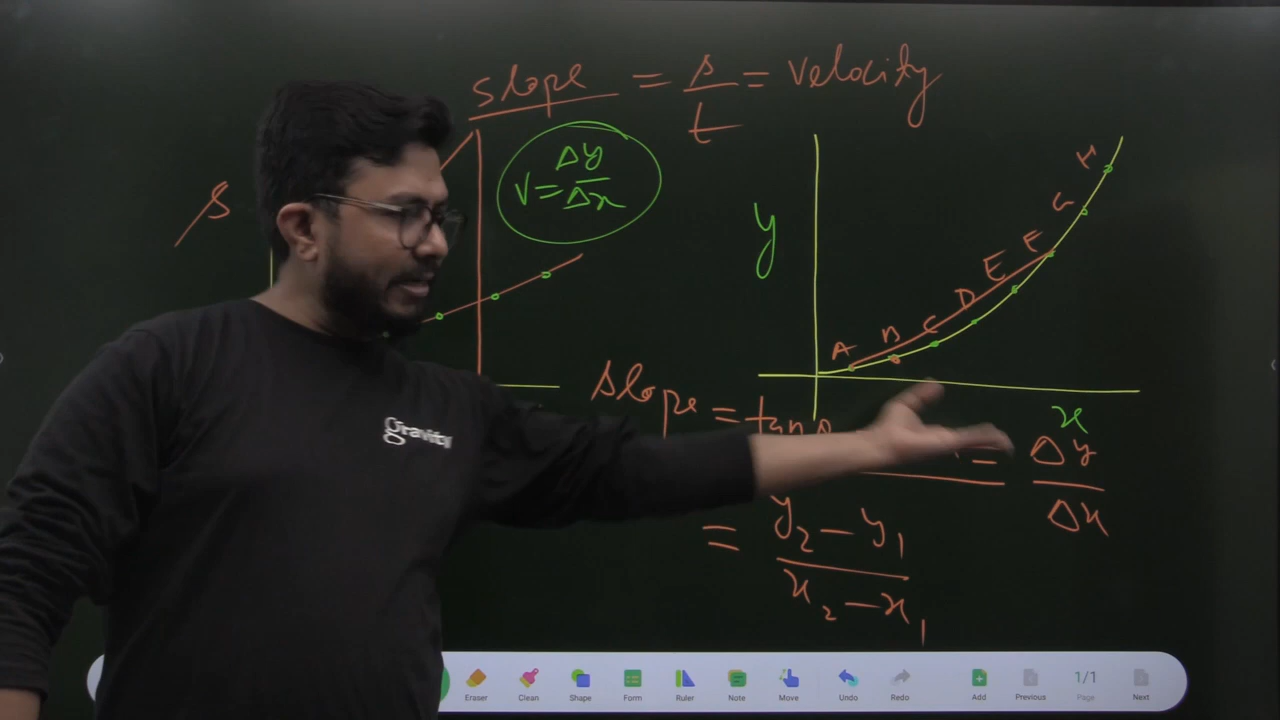 slope = s/t = velocity
V = Δy/Δx
s
y
A B C D E F G H
x
slope = tanθ = Δy/Δx
= y₂ – y₁ / x₂ – x₁
gravity
Eraser Clean Shape Form Ruler Note Move Undo Redo Add Previous 1/1 Page Next